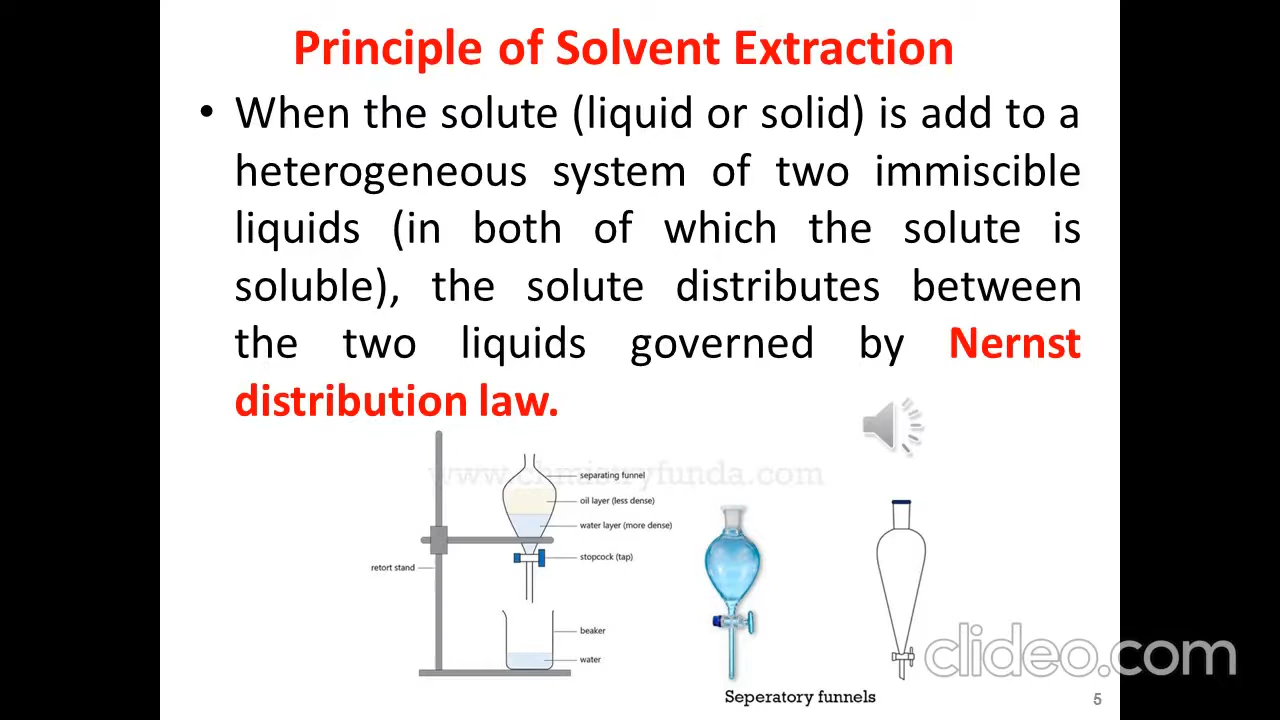 Principle of Solvent Extraction
• When the solute (liquid or solid) is add to a
heterogeneous system of two immiscible
liquids (in both of which the solute is
soluble), the solute distributes between
the two liquids governed by Nernst
distribution law.
www.chmistryfunda.com
separating funnel
oil layer (less dense)
water layer (more dense)
stopcock (tap)
retort stand
beaker
water
clideo.com
Seperatory funnels
5